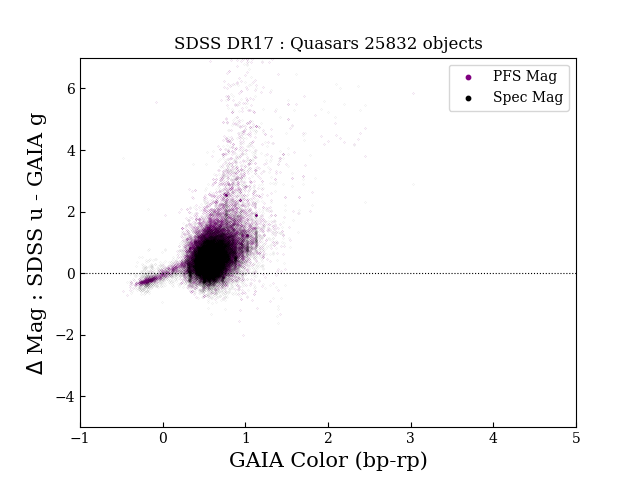 SDSS DR17 : Quasars 25832 objects
PFS Mag
Spec Mag
Δ Mag : SDSS u - GAIA g
6
4
2
0
−2
−4
−1
0
1
2
3
4
5
GAIA Color (bp-rp)